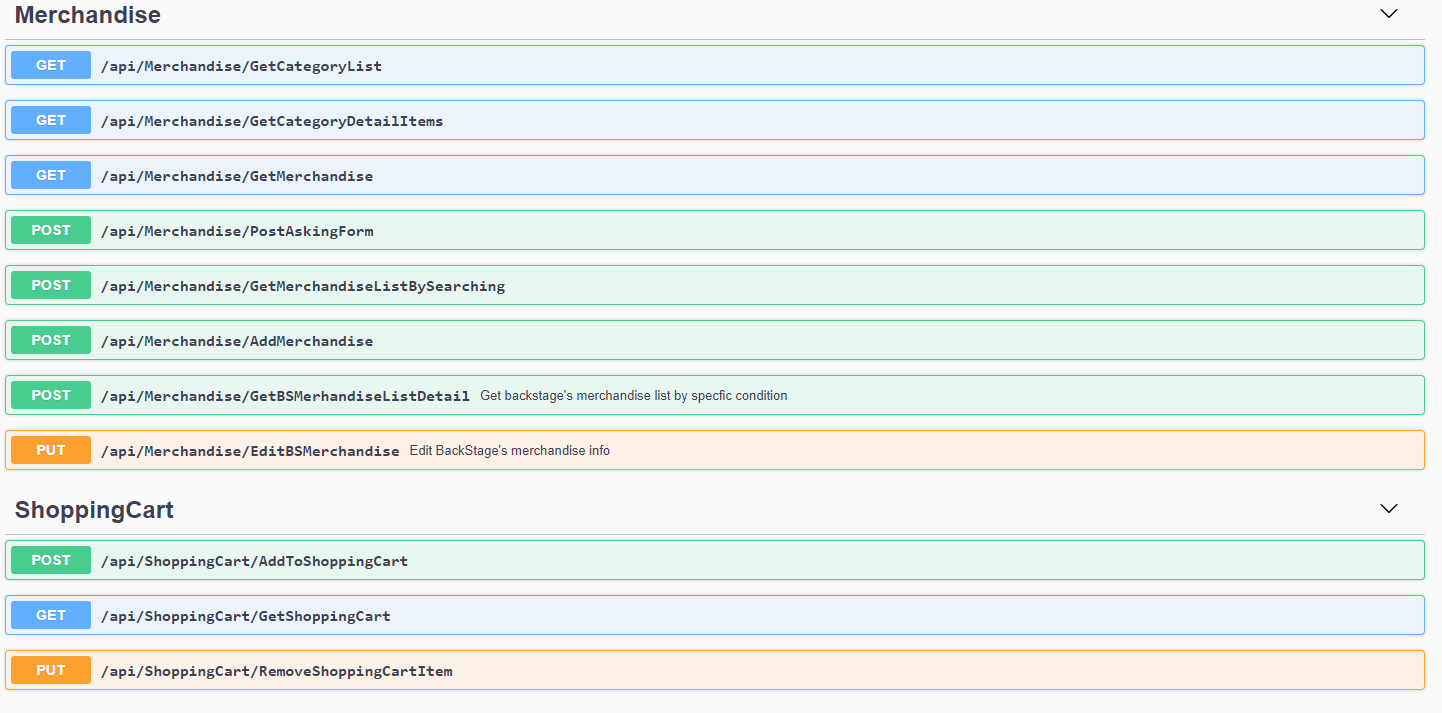 Merchandise
GET /api/Merchandise/GetCategoryList
GET /api/Merchandise/GetCategoryDetailItems
GET /api/Merchandise/GetMerchandise
POST /api/Merchandise/PostAskingForm
POST /api/Merchandise/GetMerchandiseListBySearching
POST /api/Merchandise/AddMerchandise
POST /api/Merchandise/GetBSMerhandiseListDetail Get backstage's merchandise list by specfic condition
PUT /api/Merchandise/EditBSMerchandise Edit BackStage's merchandise info
ShoppingCart
POST /api/ShoppingCart/AddToShoppingCart
GET /api/ShoppingCart/GetShoppingCart
PUT /api/ShoppingCart/RemoveShoppingCartItem